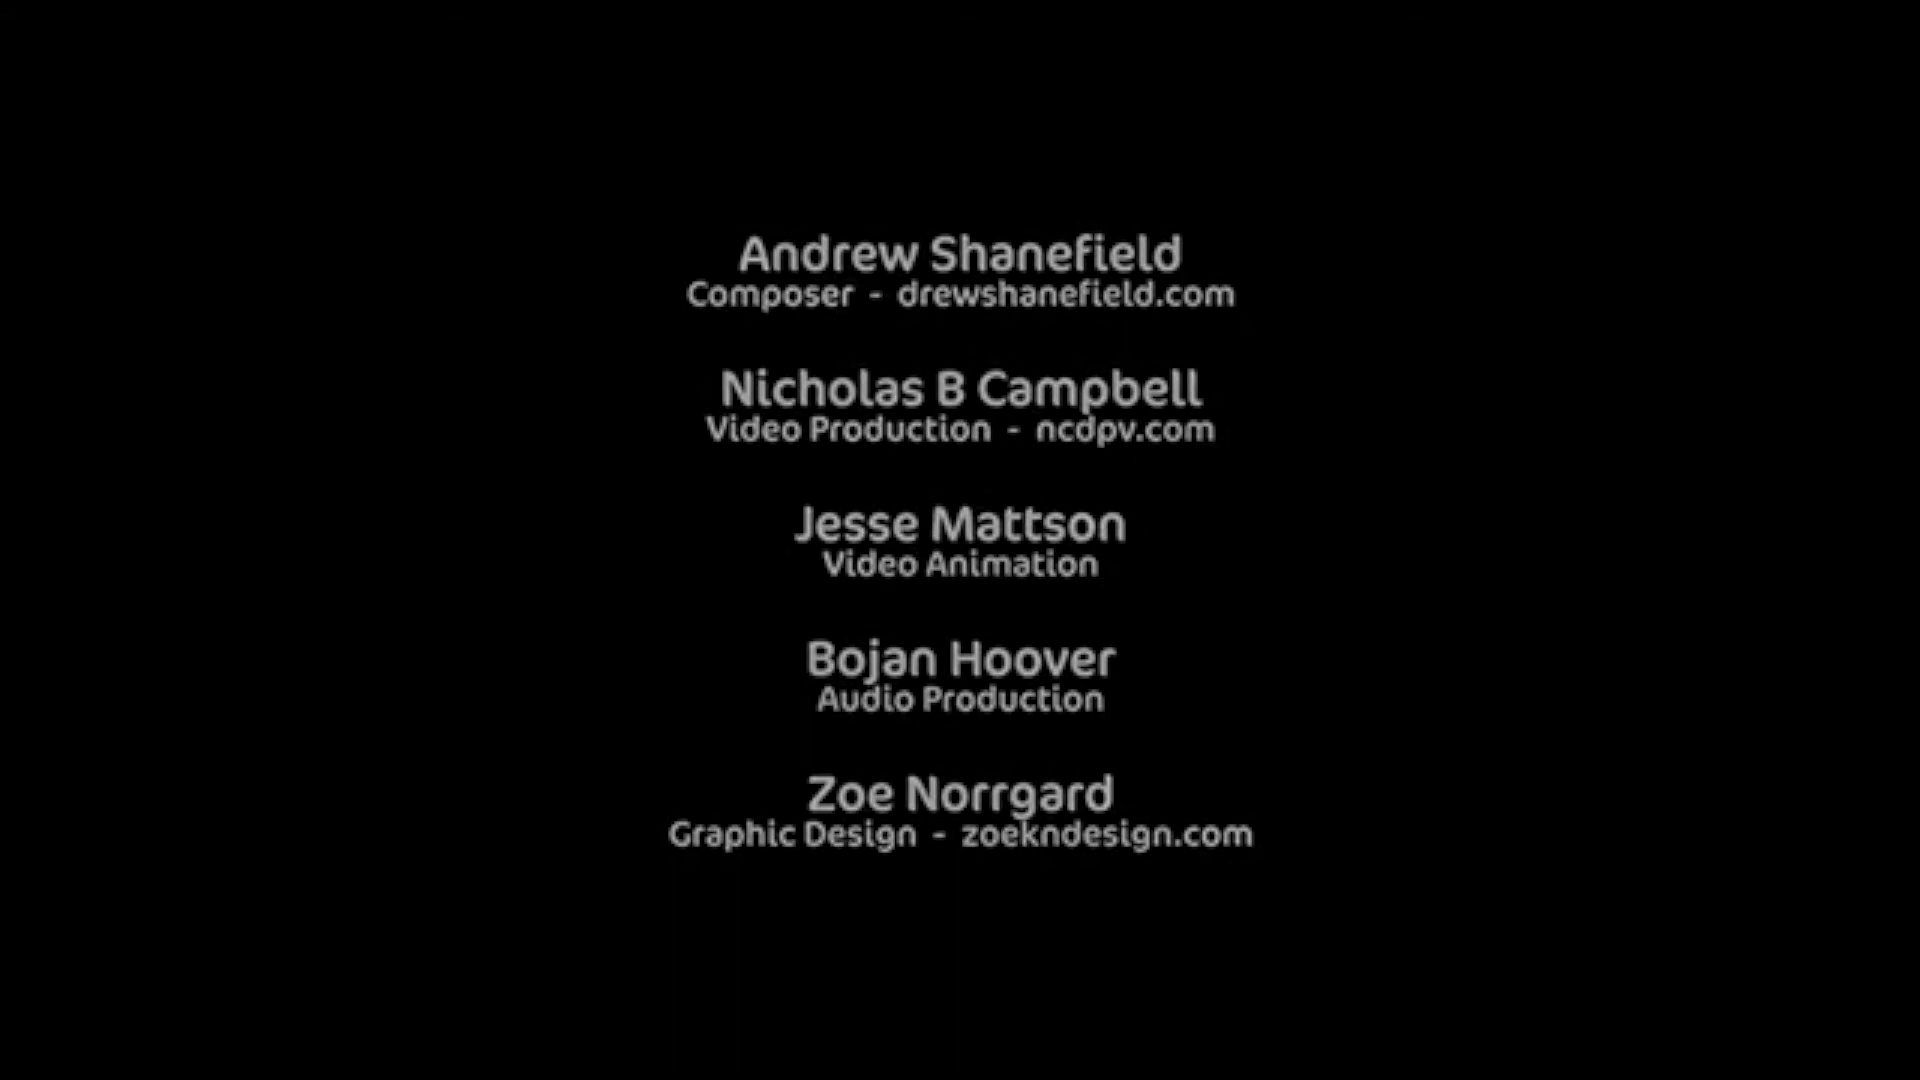 Andrew Shanefield
Composer - drewshanefield.com
Nicholas B Campbell
Video Production - ncdpv.com
Jesse Mattson
Video Animation
Bojan Hoover
Audio Production
Zoe Norrgard
Graphic Design - zoekndesign.com